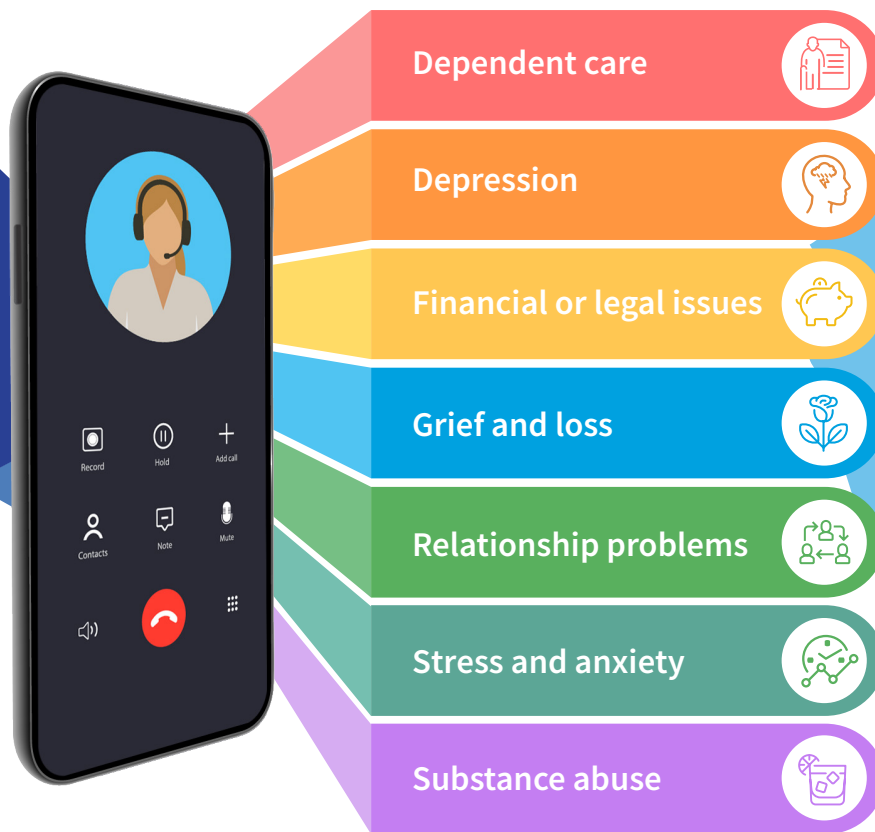 Dependent care
Depression
Financial or legal issues
Grief and loss
Relationship problems
Stress and anxiety
Substance abuse
Record
Hold
Add call
Contacts
Note
Mute